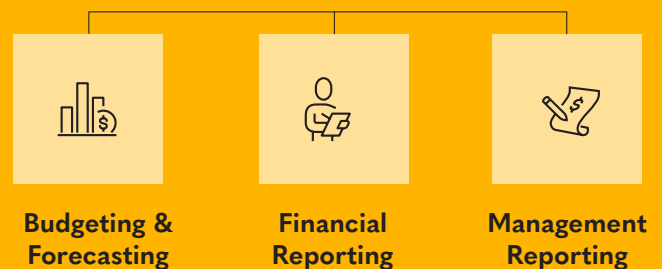 $
$
Budgeting &
Forecasting
Financial
Reporting
Management
Reporting